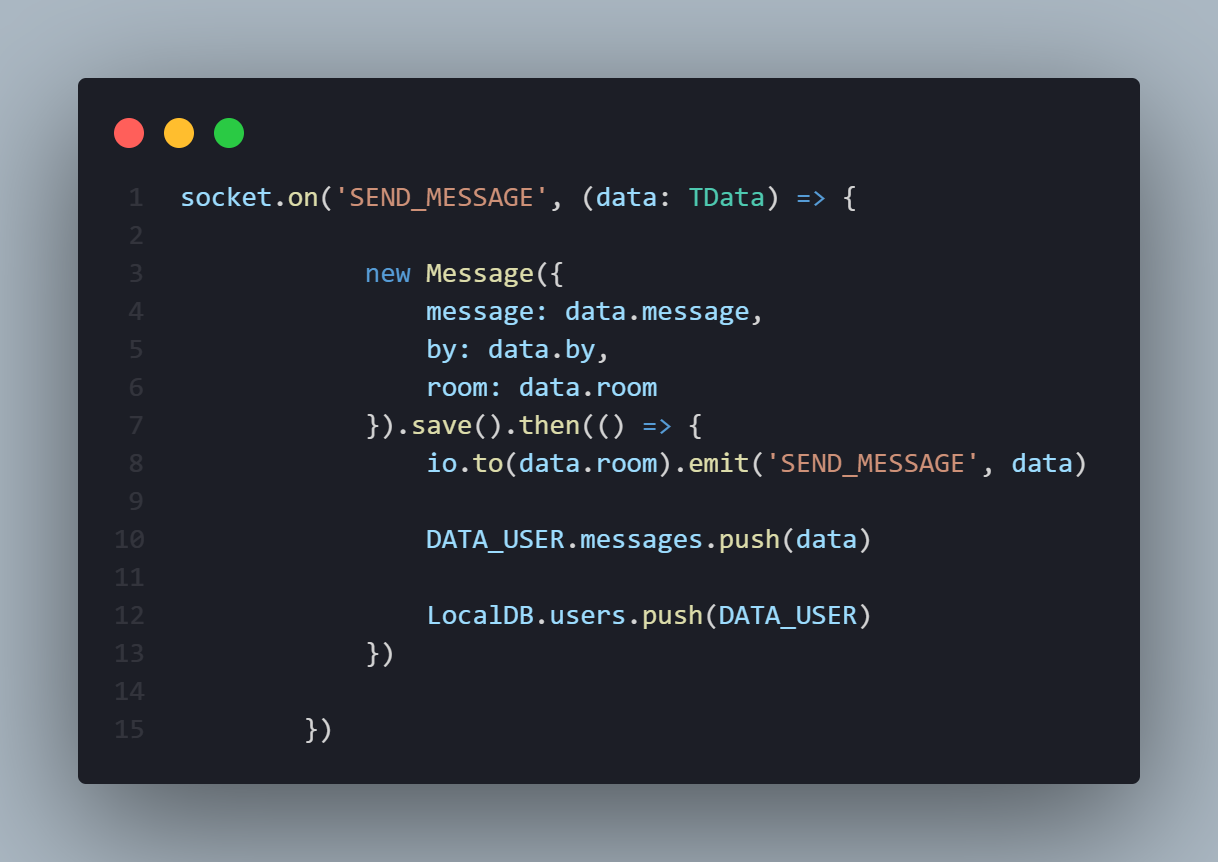 1 socket.on('SEND_MESSAGE', (data: TData) => {
2
3 new Message({
4 message: data.message,
5 by: data.by,
6 room: data.room
7 }).save().then(() => {
8 io.to(data.room).emit('SEND_MESSAGE', data)
9
10 DATA_USER.messages.push(data)
11
12 LocalDB.users.push(DATA_USER)
13 })
14
15 })